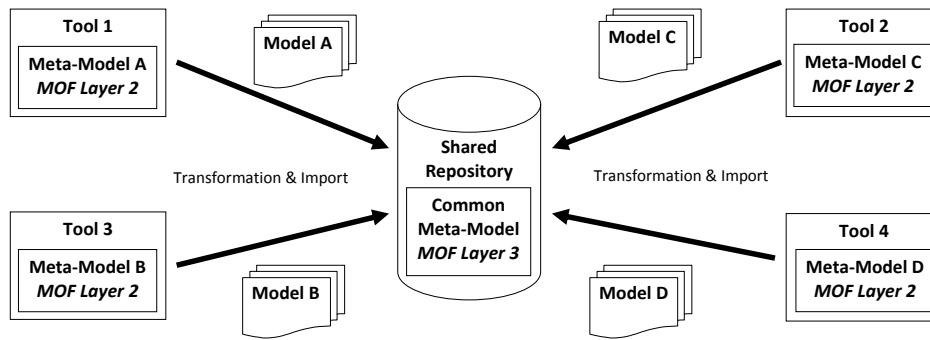 Tool 1
Meta-Model A
MOF Layer 2
Model A
Model C
Tool 2
Meta-Model C
MOF Layer 2
Shared
Repository
Common
Meta-Model
MOF Layer 3
Transformation & Import
Transformation & Import
Tool 3
Meta-Model B
MOF Layer 2
Model B
Model D
Tool 4
Meta-Model D
MOF Layer 2